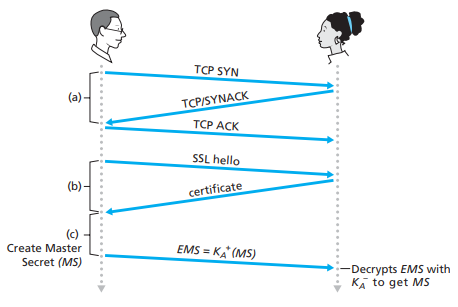 TCP SYN
(a)
TCP/SYNACK
TCP ACK
SSL hello
(b)
certificate
(c)
Create Master
Secret (MS)
EMS = K_A^+(MS)
Decrypts EMS with
K_A^- to get MS